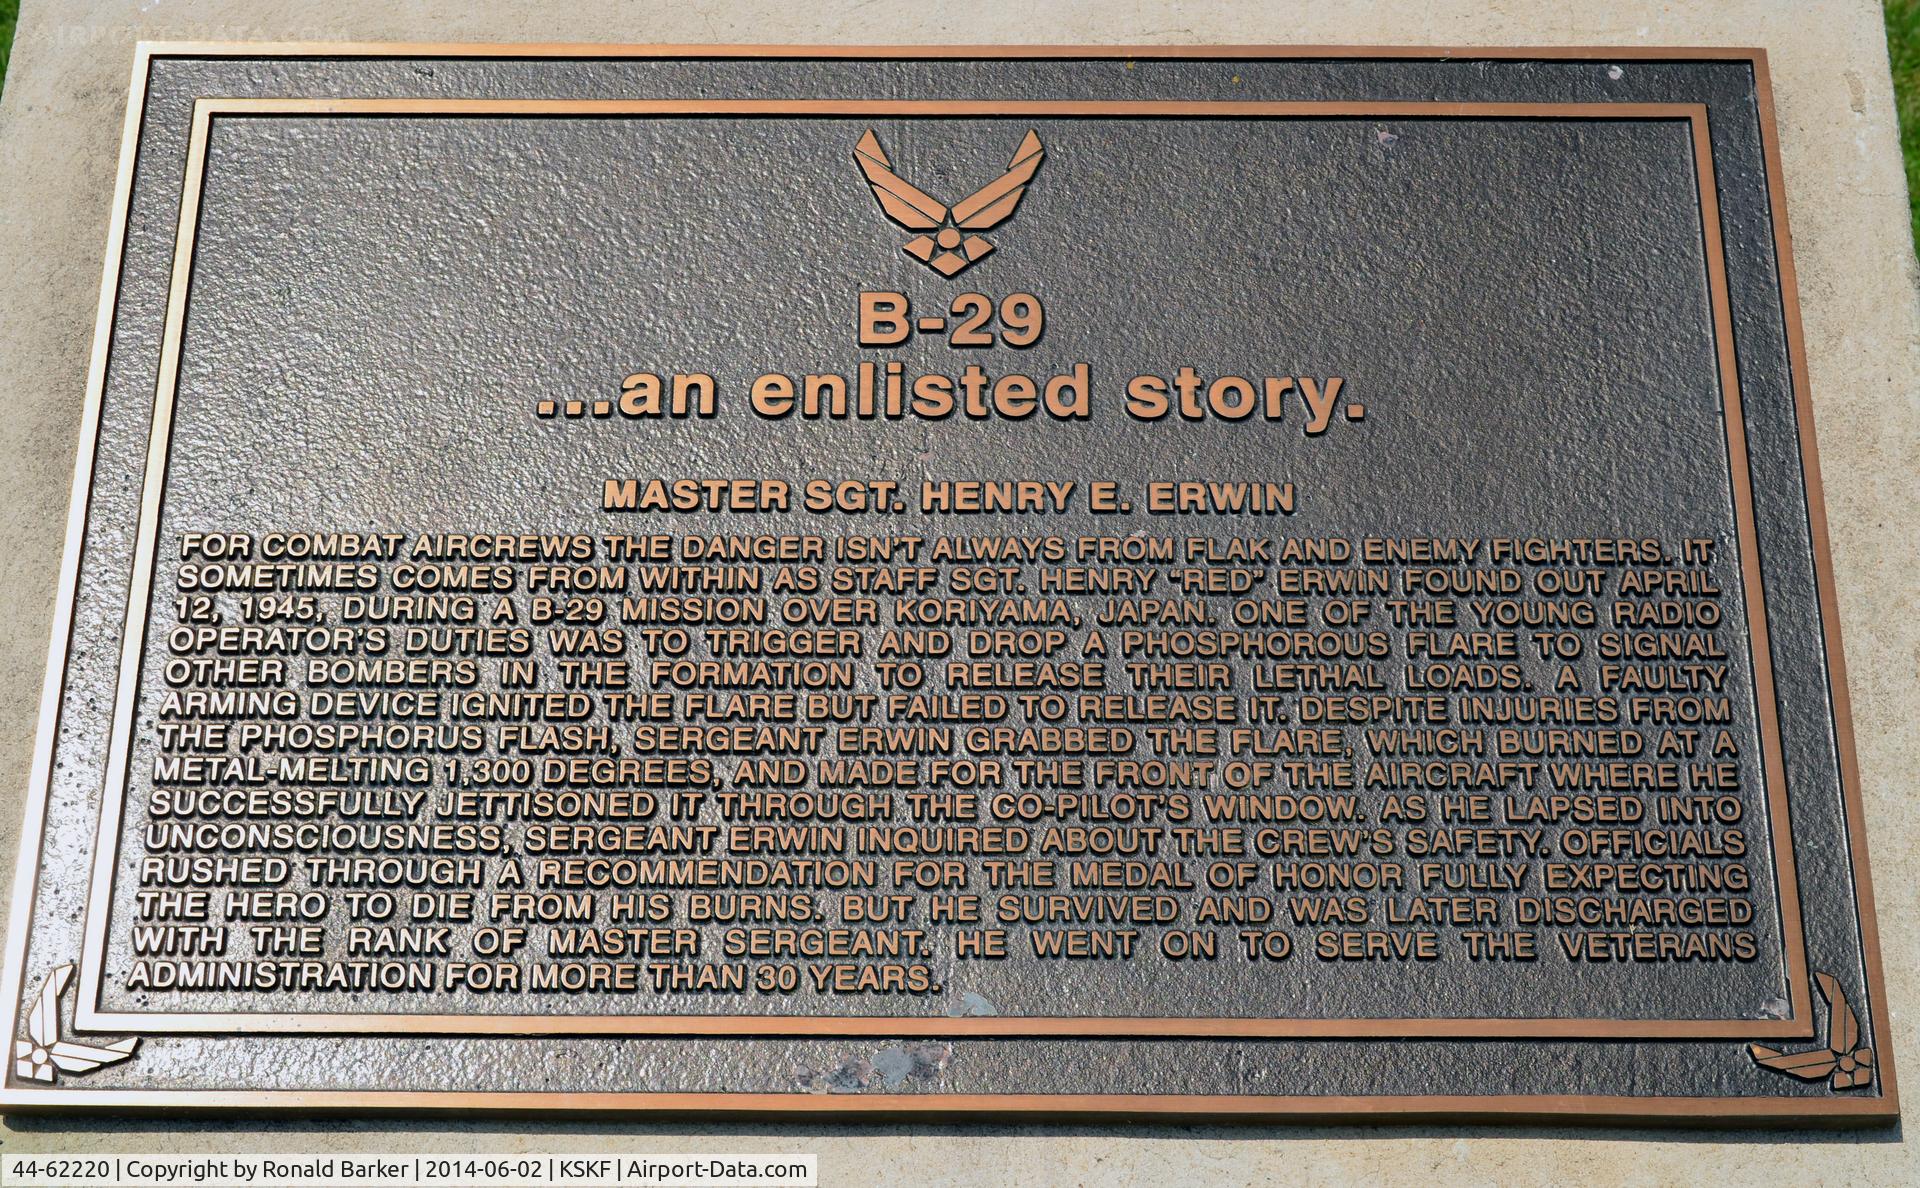 AIRPORT-DATA.COM
B-29
...an enlisted story.
MASTER SGT. HENRY E. ERWIN
FOR COMBAT AIRCREWS THE DANGER ISN'T ALWAYS FROM FLAK AND ENEMY FIGHTERS. IT
SOMETIMES COMES FROM WITHIN AS STAFF SGT. HENRY "RED" ERWIN FOUND OUT APRIL
12, 1945, DURING A B-29 MISSION OVER KORIYAMA, JAPAN. ONE OF THE YOUNG RADIO
OPERATOR'S DUTIES WAS TO TRIGGER AND DROP A PHOSPHOROUS FLARE TO SIGNAL
OTHER BOMBERS IN THE FORMATION TO RELEASE THEIR LETHAL LOADS. A FAULTY
ARMING DEVICE IGNITED THE FLARE BUT FAILED TO RELEASE IT. DESPITE INJURIES FROM
THE PHOSPHORUS FLASH, SERGEANT ERWIN GRABBED THE FLARE, WHICH BURNED AT A
METAL-MELTING 1,300 DEGREES, AND MADE FOR THE FRONT OF THE AIRCRAFT WHERE HE
SUCCESSFULLY JETTISONED IT THROUGH THE CO-PILOT'S WINDOW. AS HE LAPSED INTO
UNCONSCIOUSNESS, SERGEANT ERWIN INQUIRED ABOUT THE CREW'S SAFETY. OFFICIALS
RUSHED THROUGH A RECOMMENDATION FOR THE MEDAL OF HONOR FULLY EXPECTING
THE HERO TO DIE FROM HIS BURNS. BUT HE SURVIVED AND WAS LATER DISCHARGED
WITH THE RANK OF MASTER SERGEANT. HE WENT ON TO SERVE THE VETERANS
ADMINISTRATION FOR MORE THAN 30 YEARS.
44-62220 | Copyright by Ronald Barker | 2014-06-02 | KSKF | Airport-Data.com